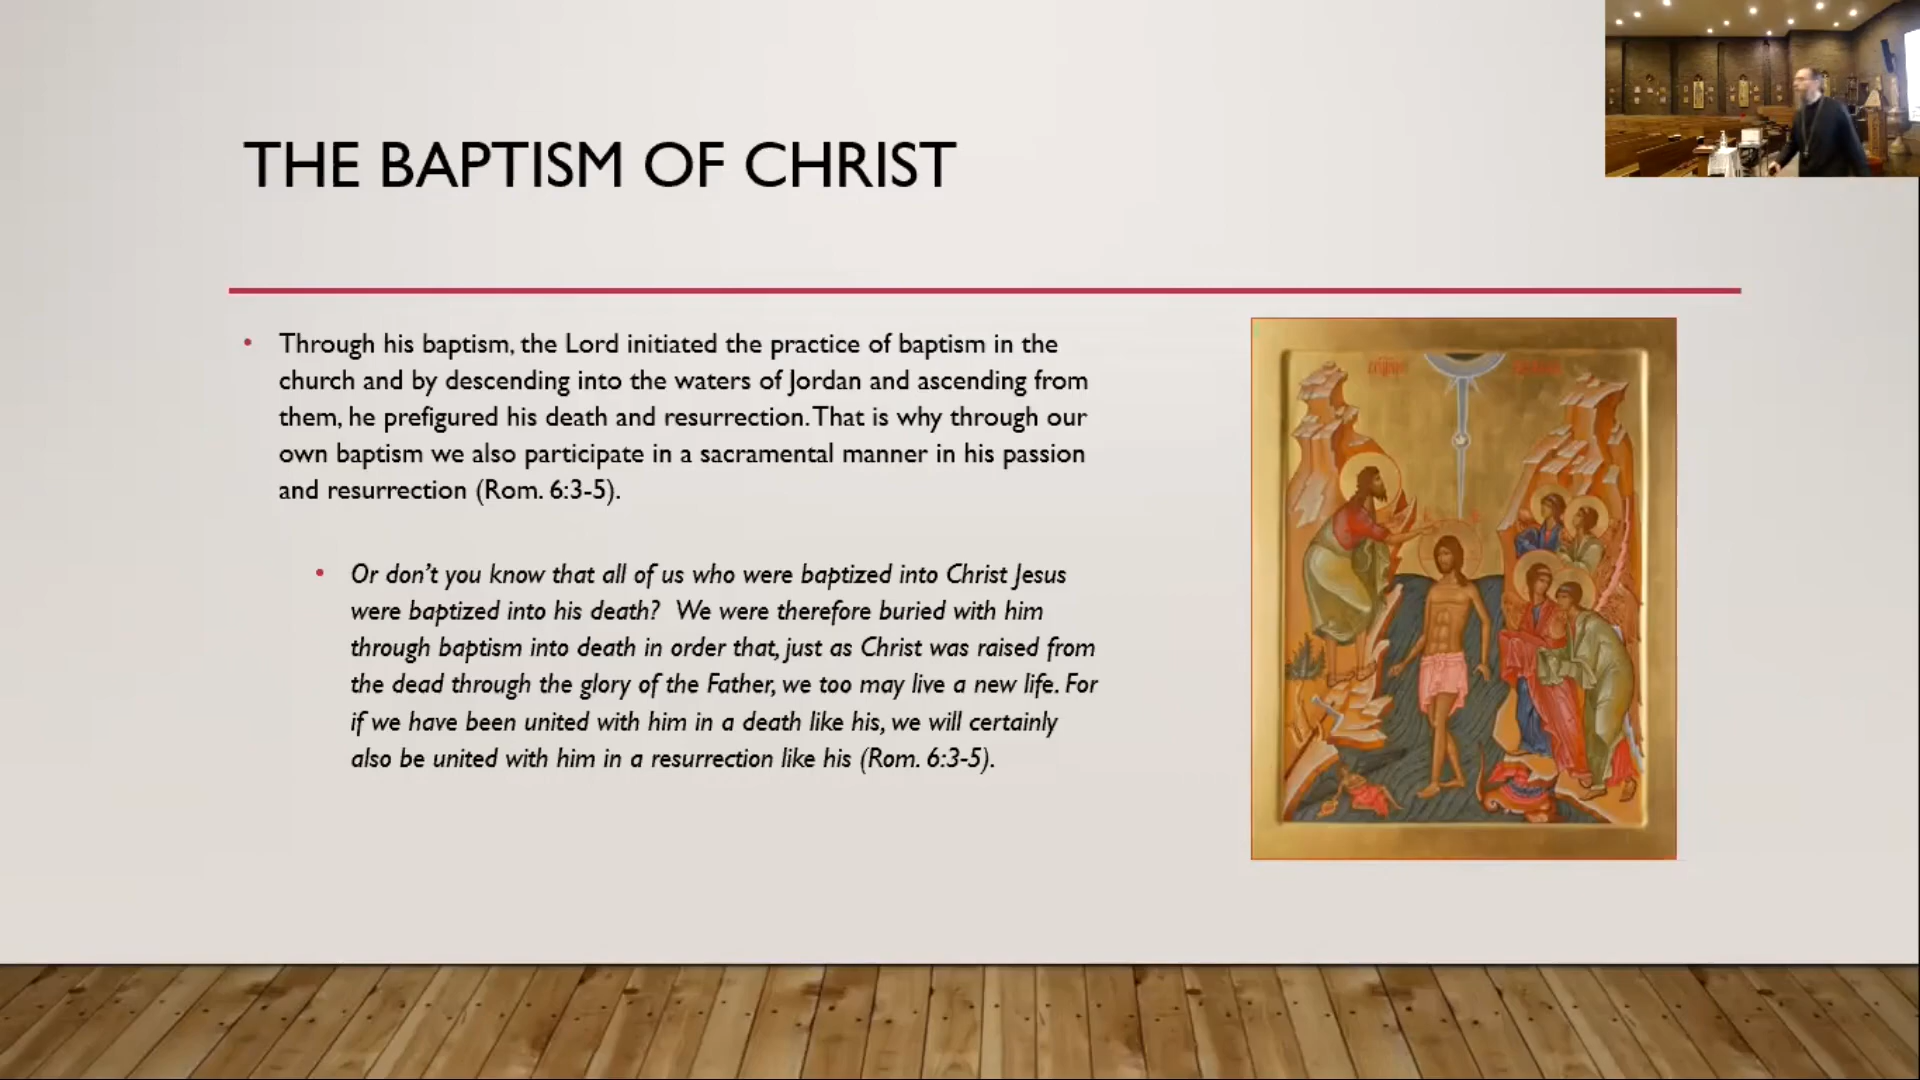 THE BAPTISM OF CHRIST
Through his baptism, the Lord initiated the practice of baptism in the
church and by descending into the waters of Jordan and ascending from
them, he prefigured his death and resurrection. That is why through our
own baptism we also participate in a sacramental manner in his passion
and resurrection (Rom. 6:3-5).
Or don’t you know that all of us who were baptized into Christ Jesus
were baptized into his death? We were therefore buried with him
through baptism into death in order that, just as Christ was raised from
the dead through the glory of the Father, we too may live a new life. For
if we have been united with him in a death like his, we will certainly
also be united with him in a resurrection like his (Rom. 6:3-5).